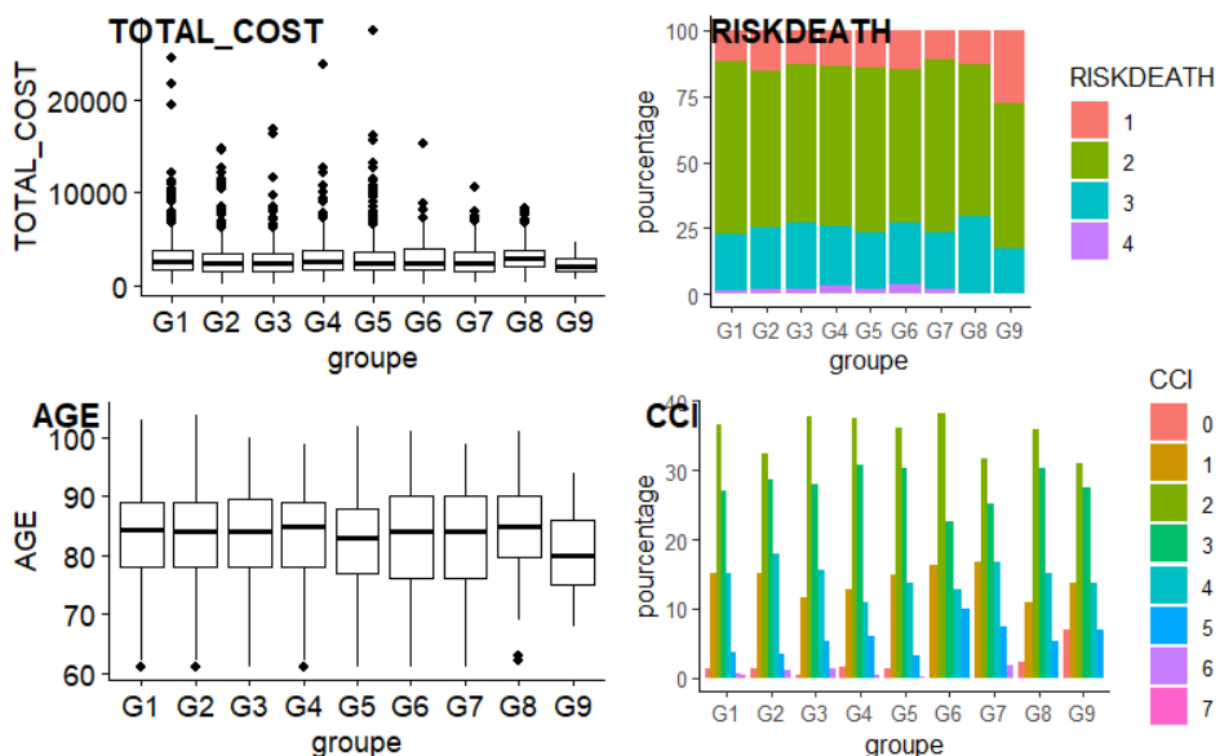 TOTAL_COST
TOTAL_COST
20000
10000
0
G1 G2 G3 G4 G5 G6 G7 G8 G9
groupe
RISKDEATH
pourcentage
100
75
50
25
0
G1 G2 G3 G4 G5 G6 G7 G8 G9
groupe
RISKDEATH
1
2
3
4
AGE
AGE
100
90
80
70
60
G1 G2 G3 G4 G5 G6 G7 G8 G9
groupe
CCI
pourcentage
40
30
20
10
0
G1 G2 G3 G4 G5 G6 G7 G8 G9
groupe
CCI
0
1
2
3
4
5
6
7